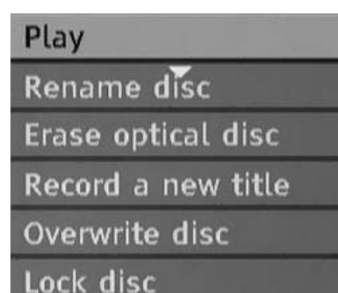 Play
Rename disc
Erase optical disc
Record a new title
Overwrite disc
Lock disc